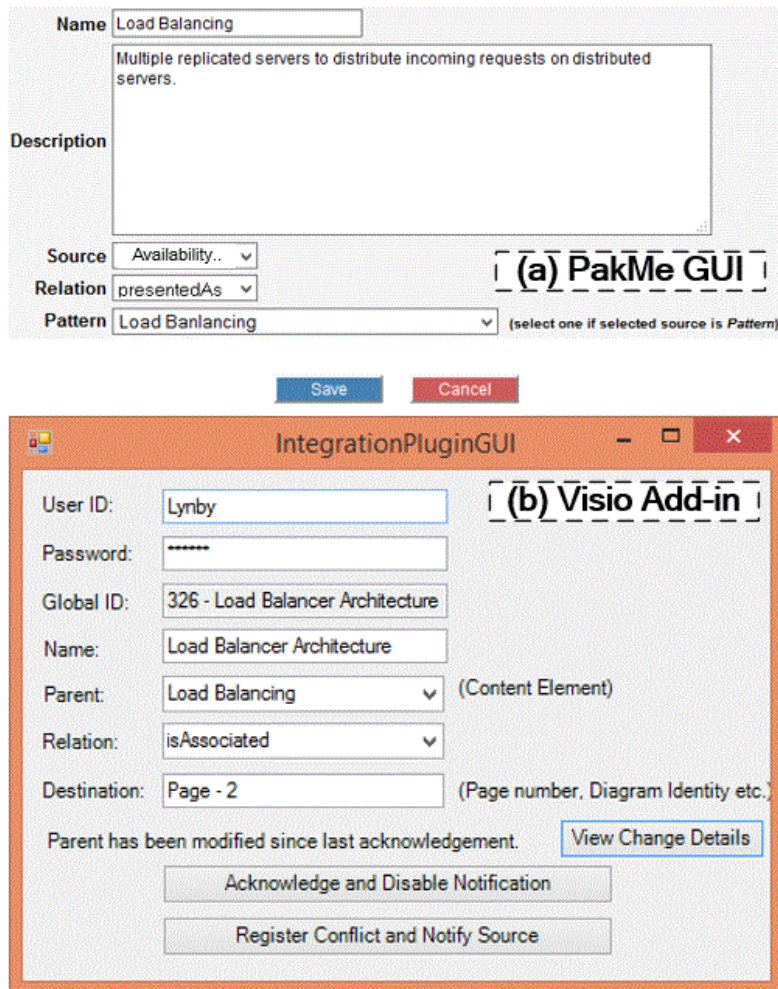 Name Load Balancing
Multiple replicated servers to distribute incoming requests on distributed
servers.
Description
Source Availability..
(a) PakMe GUI
Relation presentedAs
Pattern Load Banlancing (select one if selected source is Pattern)
Save Cancel
IntegrationPluginGUI
User ID: Lynby
(b) Visio Add-in
Password: ******
Global ID: 326 - Load Balancer Architecture
Name: Load Balancer Architecture
Parent: Load Balancing (Content Element)
Relation: isAssociated
Destination: Page - 2 (Page number, Diagram Identity etc.)
Parent has been modified since last acknowledgement. View Change Details
Acknowledge and Disable Notification
Register Conflict and Notify Source